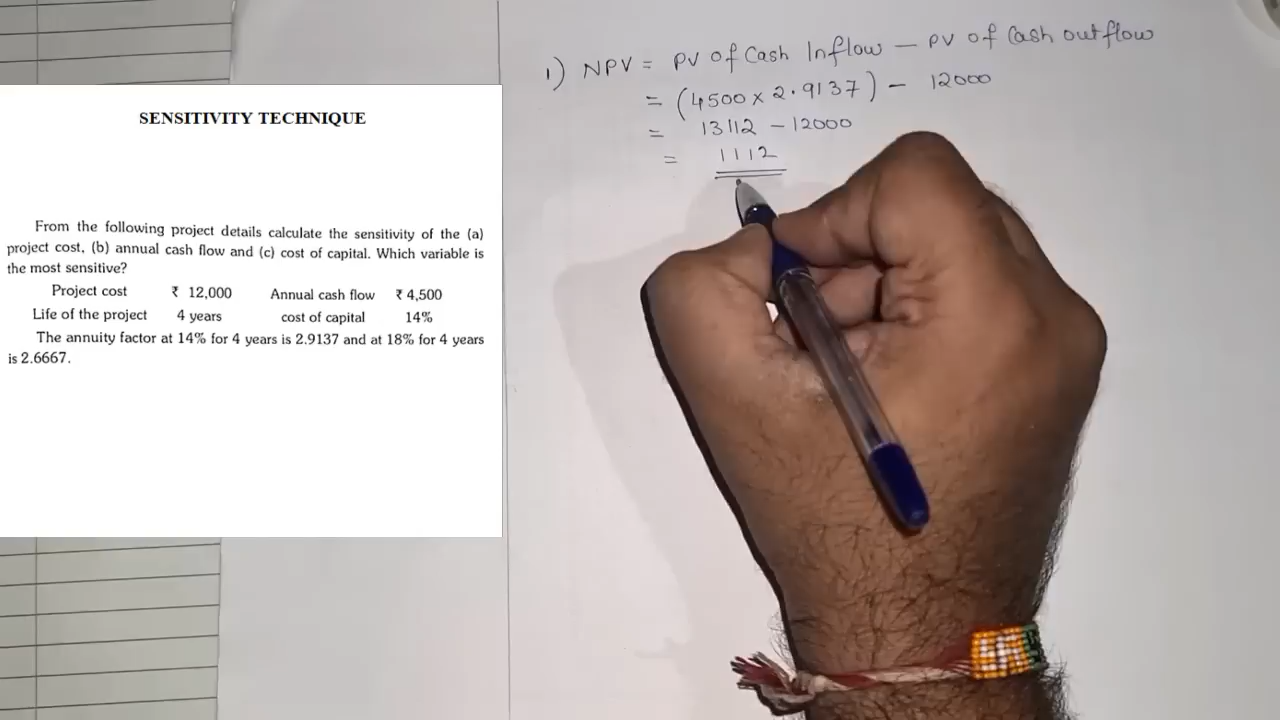 SENSITIVITY TECHNIQUE
From the following project details calculate the sensitivity of the (a)
project cost, (b) annual cash flow and (c) cost of capital. Which variable is
the most sensitive?
Project cost ₹ 12,000 Annual cash flow ₹ 4,500
Life of the project 4 years cost of capital 14%
The annuity factor at 14% for 4 years is 2.9137 and at 18% for 4 years
is 2.6667.
1) NPV = PV of Cash Inflow — PV of Cash outflow
= (4500 x 2.9137) — 12000
= 13112 — 12000
= 1112